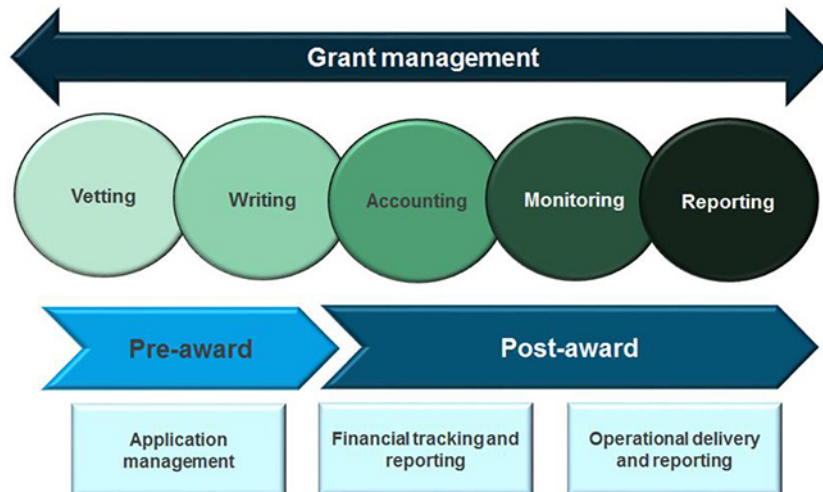 Grant management
Vetting
Writing
Accounting
Monitoring
Reporting
Pre-award
Post-award
Application
management
Financial tracking and
reporting
Operational delivery
and reporting